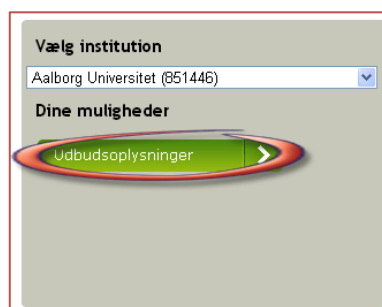 Vælg institution
Aalborg Universitet (851446)
Dine muligheder
Udbudsoplysninger